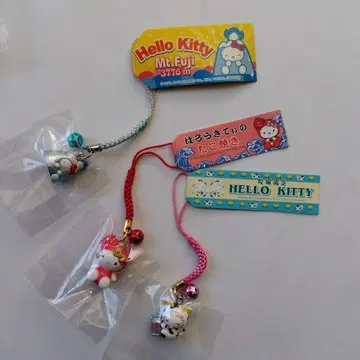 Hello Kitty
Mt. Fuji
3776 m
はろうきてぃの
たこ焼き
HELLO KITTY